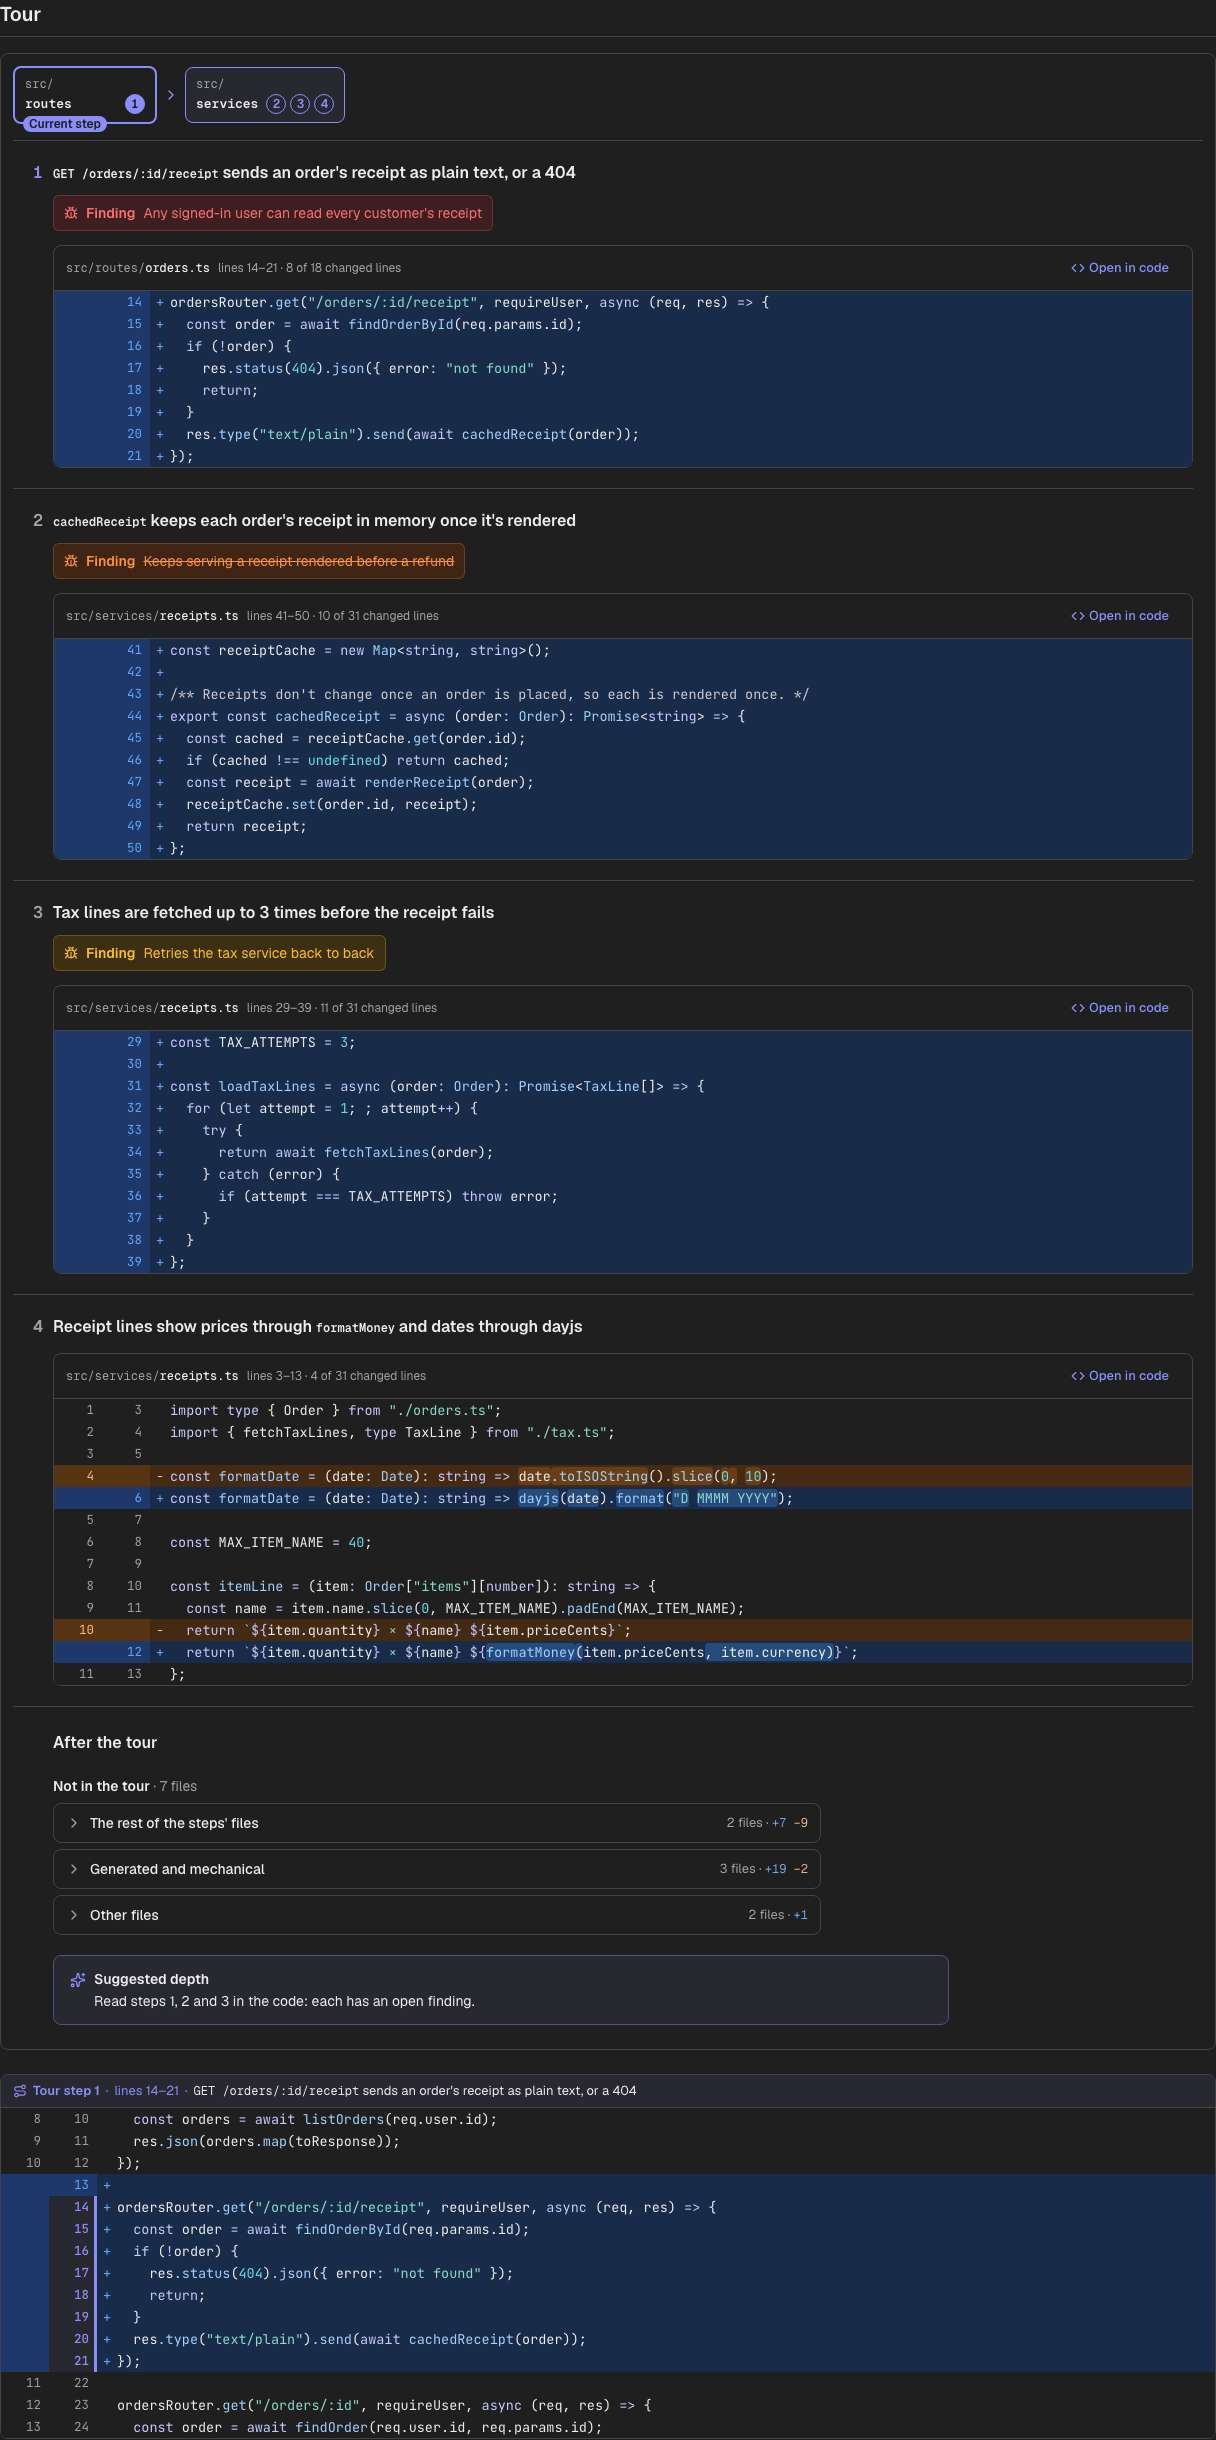 Tour
src/
routes 1
Current step
src/
services 2 3 4
1 GET /orders/:id/receipt sends an order's receipt as plain text, or a 404
Finding Any signed-in user can read every customer's receipt
src/routes/orders.ts lines 14–21 · 8 of 18 changed lines <> Open in code
14 + ordersRouter.get("/orders/:id/receipt", requireUser, async (req, res) => {
15 +   const order = await findOrderById(req.params.id);
16 +   if (!order) {
17 +     res.status(404).json({ error: "not found" });
18 +     return;
19 +   }
20 +   res.type("text/plain").send(await cachedReceipt(order));
21 + });
2 cachedReceipt keeps each order's receipt in memory once it's rendered
Finding Keeps serving a receipt rendered before a refund
src/services/receipts.ts lines 41–50 · 10 of 31 changed lines <> Open in code
41 + const receiptCache = new Map<string, string>();
42 +
43 + /** Receipts don't change once an order is placed, so each is rendered once. */
44 + export const cachedReceipt = async (order: Order): Promise<string> => {
45 +   const cached = receiptCache.get(order.id);
46 +   if (cached !== undefined) return cached;
47 +   const receipt = await renderReceipt(order);
48 +   receiptCache.set(order.id, receipt);
49 +   return receipt;
50 + };
3 Tax lines are fetched up to 3 times before the receipt fails
Finding Retries the tax service back to back
src/services/receipts.ts lines 29–39 · 11 of 31 changed lines <> Open in code
29 + const TAX_ATTEMPTS = 3;
30 +
31 + const loadTaxLines = async (order: Order): Promise<TaxLine[]> => {
32 +   for (let attempt = 1; ; attempt++) {
33 +     try {
34 +       return await fetchTaxLines(order);
35 +     } catch (error) {
36 +       if (attempt === TAX_ATTEMPTS) throw error;
37 +     }
38 +   }
39 + };
4 Receipt lines show prices through formatMoney and dates through dayjs
src/services/receipts.ts lines 3–13 · 4 of 31 changed lines <> Open in code
1 3 import type { Order } from "./orders.ts";
2 4 import { fetchTaxLines, type TaxLine } from "./tax.ts";
3 5
4 - const formatDate = (date: Date): string => date.toISOString().slice(0, 10);
6 + const formatDate = (date: Date): string => dayjs(date).format("D MMMM YYYY");
5 7
6 8 const MAX_ITEM_NAME = 40;
7 9
8 10 const itemLine = (item: Order["items"][number]): string => {
9 11   const name = item.name.slice(0, MAX_ITEM_NAME).padEnd(MAX_ITEM_NAME);
10 -   return `${item.quantity} × ${name} ${item.priceCents}`;
12 +   return `${item.quantity} × ${name} ${formatMoney(item.priceCents, item.currency)}`;
11 13 };
After the tour
Not in the tour · 7 files
The rest of the steps' files 2 files · +7 −9
Generated and mechanical 3 files · +19 −2
Other files 2 files · +1
Suggested depth
Read steps 1, 2 and 3 in the code: each has an open finding.
Tour step 1 · lines 14–21 · GET /orders/:id/receipt sends an order's receipt as plain text, or a 404
8 10   const orders = await listOrders(req.user.id);
9 11   res.json(orders.map(toResponse));
10 12 });
13 +
14 + ordersRouter.get("/orders/:id/receipt", requireUser, async (req, res) => {
15 +   const order = await findOrderById(req.params.id);
16 +   if (!order) {
17 +     res.status(404).json({ error: "not found" });
18 +     return;
19 +   }
20 +   res.type("text/plain").send(await cachedReceipt(order));
21 + });
11 22
12 23 ordersRouter.get("/orders/:id", requireUser, async (req, res) => {
13 24   const order = await findOrder(req.user.id, req.params.id);